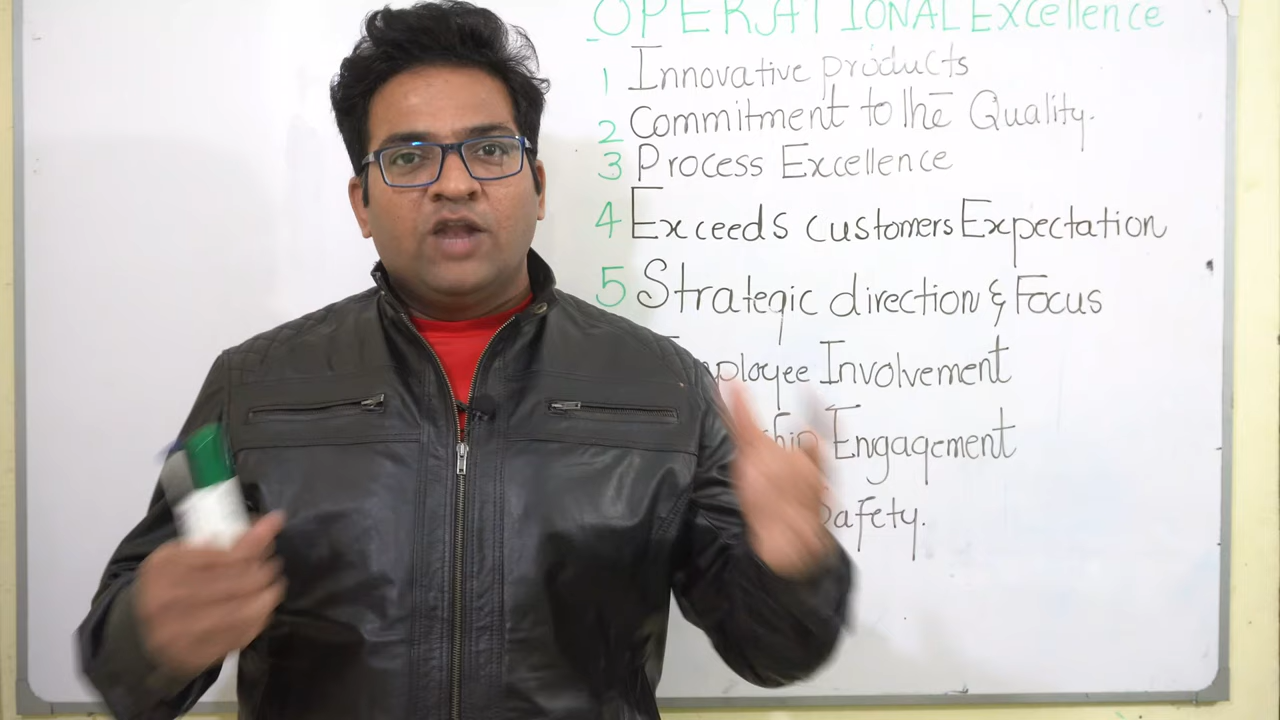 OPERATIONAL Excellence
1 Innovative products
2 Commitment to the Quality.
3 Process Excellence
4 Exceeds customers Expectation
5 Strategic direction & Focus
Involvement
Engagement
Safety.